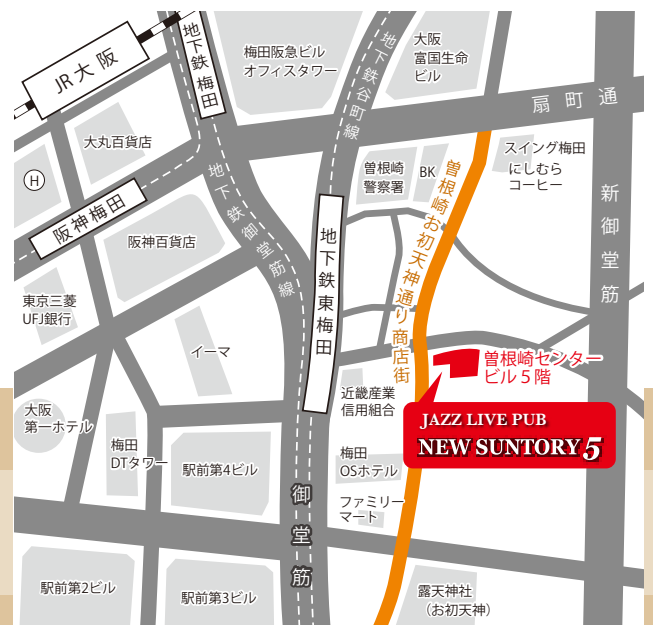 JR大阪
地下鉄梅田
梅田阪急ビル
オフィスタワー
地下鉄谷町線
大阪
富国生命
ビル
扇町通
大丸百貨店
H
阪神梅田
地下鉄御堂筋線
曽根崎
警察署
BK
曽根崎お初天神通り商店街
スイング梅田
にしむら
コーヒー
新御堂筋
阪神百貨店
地下鉄東梅田
東京三菱
UFJ銀行
イーマ
曽根崎センター
ビル5階
近畿産業
信用組合
JAZZ LIVE PUB
NEW SUNTORY 5
大阪
第一ホテル
梅田
DTタワー
駅前第4ビル
梅田
OSホテル
ファミリー
マート
御堂筋
駅前第2ビル
駅前第3ビル
露天神社
（お初天神）